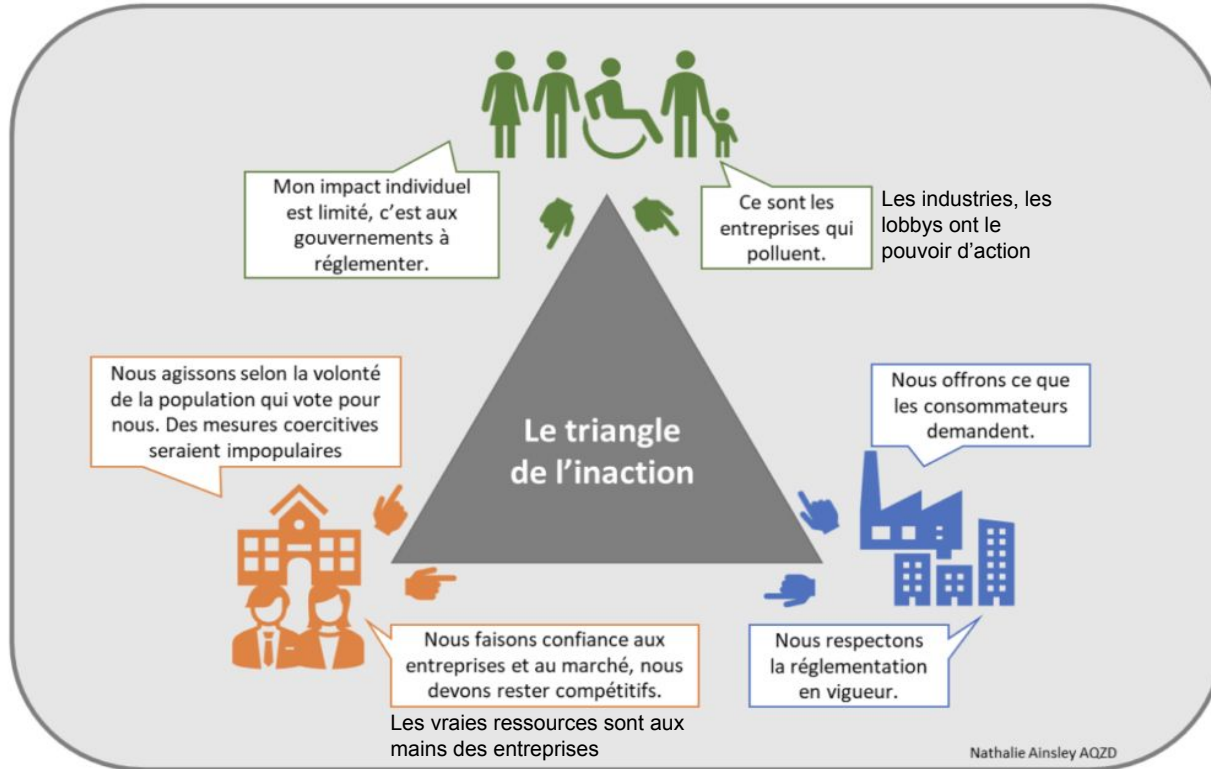 Mon impact individuel
est limité, c'est aux
gouvernements à
réglementer.
Ce sont les
entreprises qui
polluent.
Les industries, les
lobbys ont le
pouvoir d'action
Nous agissons selon la volonté
de la population qui vote pour
nous. Des mesures coercitives
seraient impopulaires
Le triangle
de l'inaction
Nous offrons ce que
les consommateurs
demandent.
Nous faisons confiance aux
entreprises et au marché, nous
devons rester compétitifs.
Les vraies ressources sont aux
mains des entreprises
Nous respectons
la réglementation
en vigueur.
Nathalie Ainsley AQZD